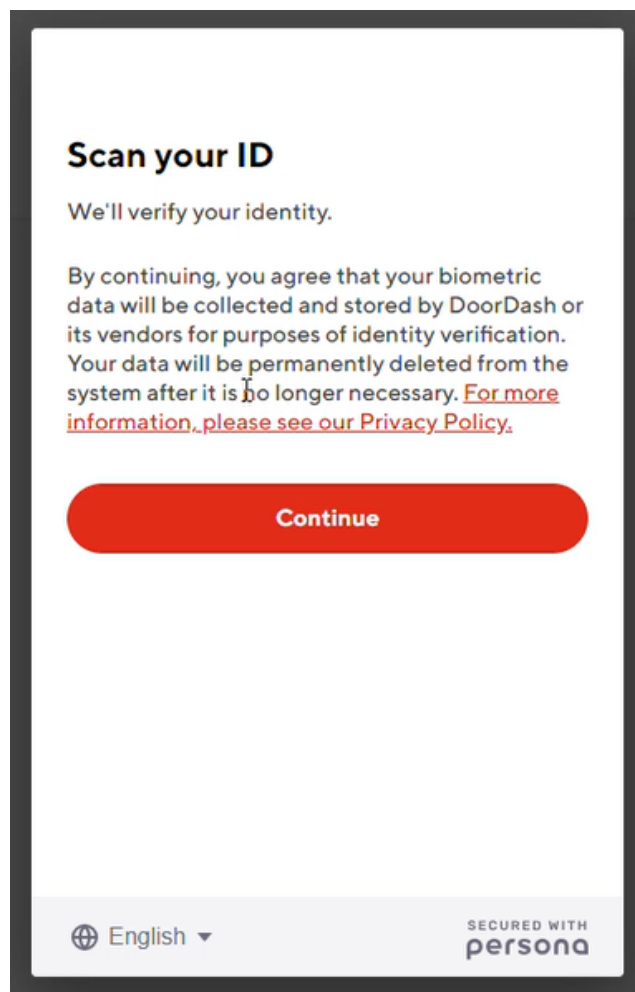 Scan your ID
We'll verify your identity.
By continuing, you agree that your biometric
data will be collected and stored by DoorDash or
its vendors for purposes of identity verification.
Your data will be permanently deleted from the
system after it is no longer necessary. For more
information, please see our Privacy Policy.
Continue
English
SECURED WITH
persona